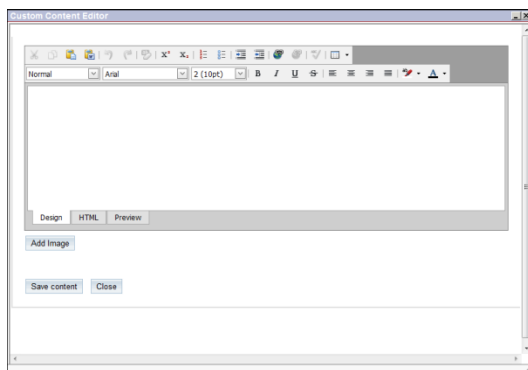 Custom Content Editor
Normal Arial 2 (10pt) B I U S A
Design HTML Preview
Add Image
Save content Close